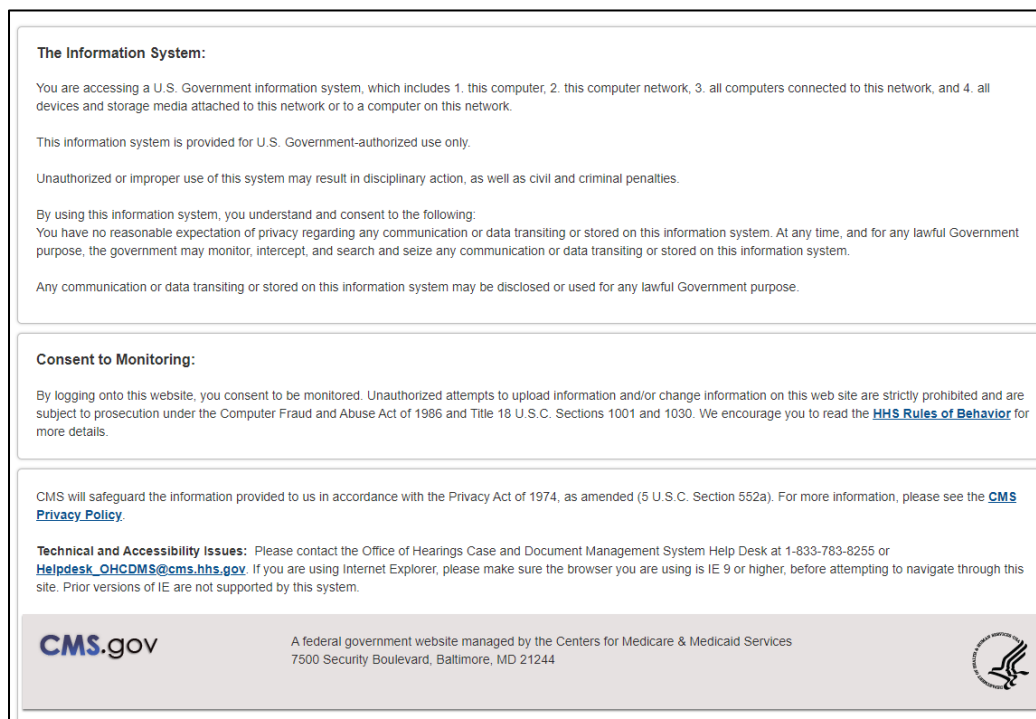 The Information System:
You are accessing a U.S. Government information system, which includes 1. this computer, 2. this computer network, 3. all computers connected to this network, and 4. all
devices and storage media attached to this network or to a computer on this network.
This information system is provided for U.S. Government-authorized use only.
Unauthorized or improper use of this system may result in disciplinary action, as well as civil and criminal penalties.
By using this information system, you understand and consent to the following:
You have no reasonable expectation of privacy regarding any communication or data transiting or stored on this information system. At any time, and for any lawful Government
purpose, the government may monitor, intercept, and search and seize any communication or data transiting or stored on this information system.
Any communication or data transiting or stored on this information system may be disclosed or used for any lawful Government purpose.
Consent to Monitoring:
By logging onto this website, you consent to be monitored. Unauthorized attempts to upload information and/or change information on this web site are strictly prohibited and are
subject to prosecution under the Computer Fraud and Abuse Act of 1986 and Title 18 U.S.C. Sections 1001 and 1030. We encourage you to read the HHS Rules of Behavior for
more details.
CMS will safeguard the information provided to us in accordance with the Privacy Act of 1974, as amended (5 U.S.C. Section 552a). For more information, please see the CMS
Privacy Policy.
Technical and Accessibility Issues: Please contact the Office of Hearings Case and Document Management System Help Desk at 1-833-783-8255 or
Helpdesk_OHCDMS@cms.hhs.gov. If you are using Internet Explorer, please make sure the browser you are using is IE 9 or higher, before attempting to navigate through this
site. Prior versions of IE are not supported by this system.
CMS.gov
A federal government website managed by the Centers for Medicare & Medicaid Services
7500 Security Boulevard, Baltimore, MD 21244